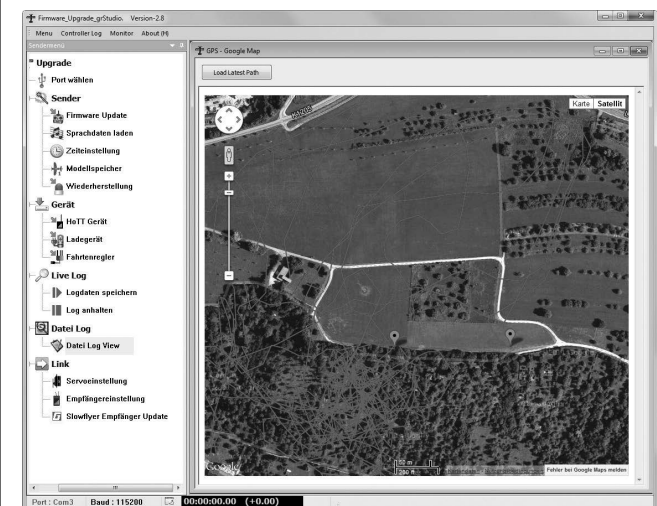 Firmware_Upgrade_grStudio. Version-2.8
Menu Controller Log Monitor About (H)
Sendermenü
Upgrade
Port wählen
Sender
Firmware Update
Sprachdaten laden
Zeiteinstellung
Modellspeicher
Wiederherstellung
Gerät
HoTT Gerät
Ladegerät
Fahrtenregler
Live Log
Logdaten speichern
Log anhalten
Datei Log
Datei Log View
Link
Servoeinstellung
Empfängereinstellung
Slowflyer Empfänger Update
Port : Com3 Baud : 115200 00:00:00.00 (+0.00)
GPS - Google Map
Load Latest Path
Karte Satellit
Google
50 m
200 ft
Fehler bei Google Maps melden